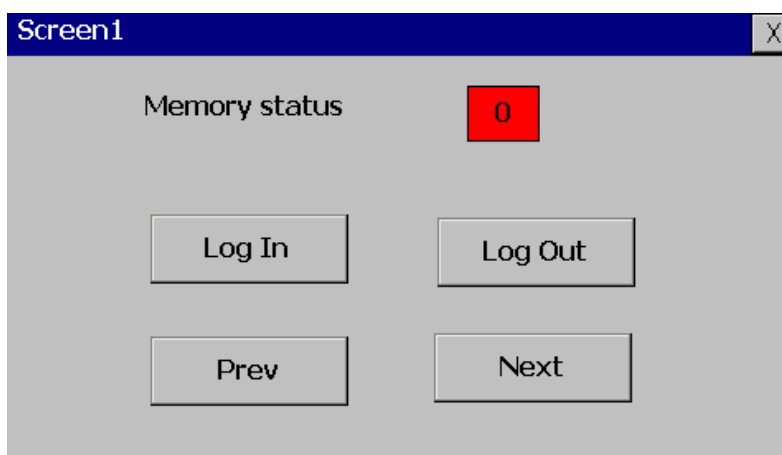 Screen1
X
Memory status
0
Log In
Log Out
Prev
Next